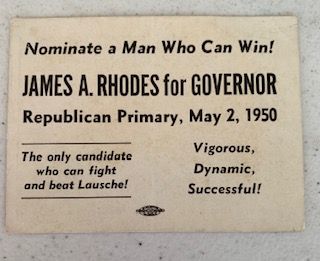 Nominate a Man Who Can Win!
JAMES A. RHODES for GOVERNOR
Republican Primary, May 2, 1950
The only candidate
who can fight
and beat Lausche!
Vigorous,
Dynamic,
Successful!